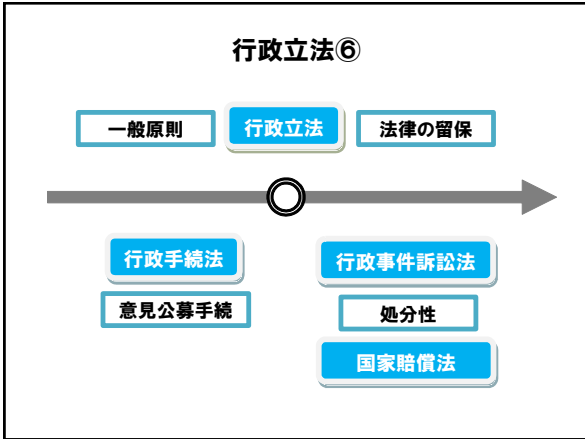 行政立法⑥
一般原則
行政立法
法律の留保
行政手続法
意見公募手続
行政事件訴訟法
処分性
国家賠償法